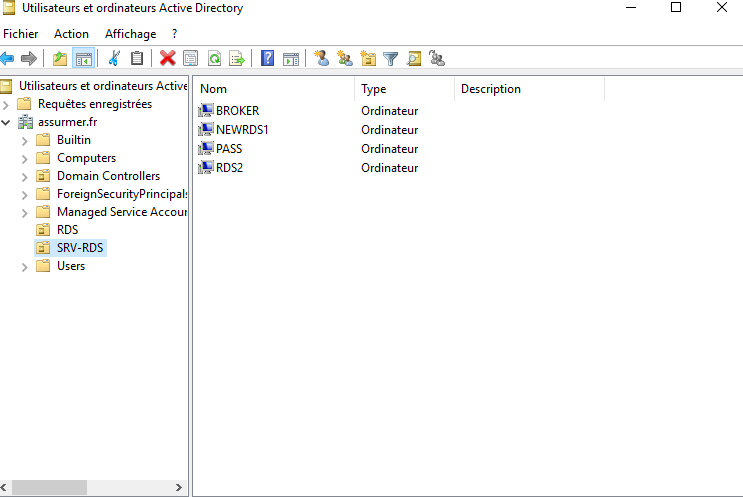 Utilisateurs et ordinateurs Active Directory
Fichier Action Affichage ?
Utilisateurs et ordinateurs Active
Requêtes enregistrées
assurmer.fr
Builtin
Computers
Domain Controllers
ForeignSecurityPrincipals
Managed Service Accour
RDS
SRV-RDS
Users
Nom Type Description
BROKER Ordinateur
NEWRDS1 Ordinateur
PASS Ordinateur
RDS2 Ordinateur